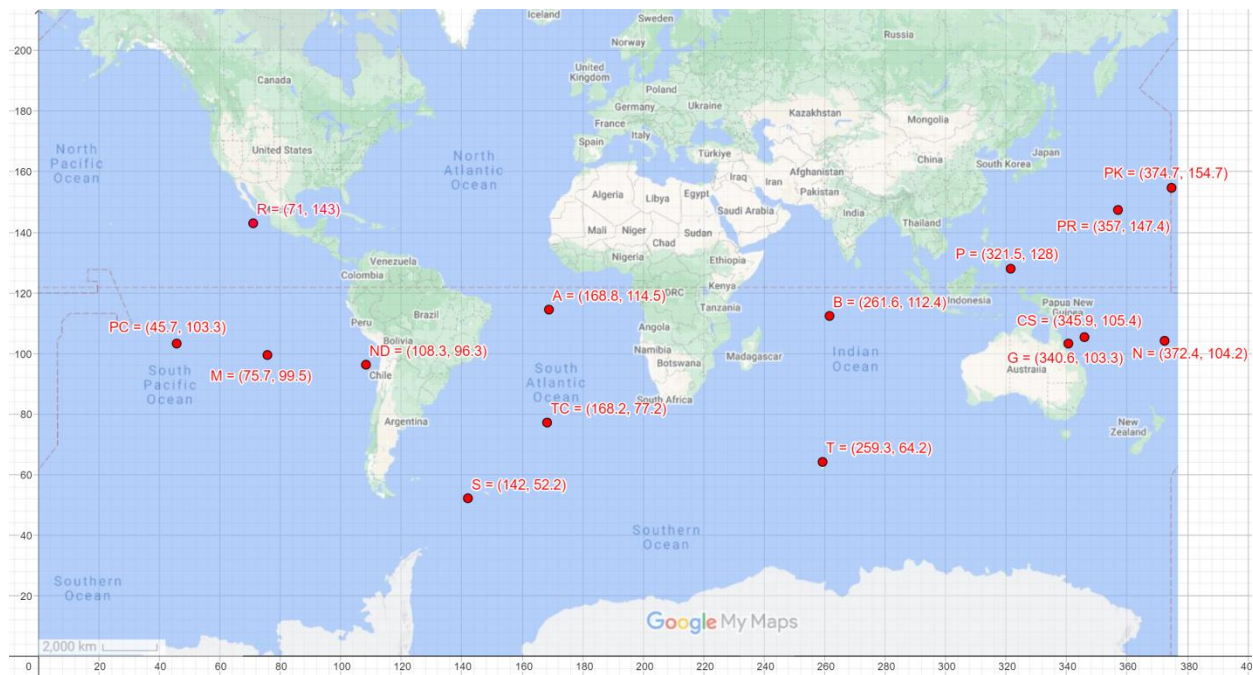 Iceland
Sweden
Norway
Russia
200
Canada
180
United
Kingdom
Poland
Germany
Ukraine
Kazakhstan
France
Mongolia
North
Pacific
Ocean
160
United States
North
Atlantic
Ocean
Spain
Italy
Türkiye
China
South Korea
Japan
Iraq
Iran
Afghanistan
Pakistan
PK = (374.7, 154.7)
Algeria
Libya
Egypt
R = (71, 143)
Saudi Arabia
India
PR = (357, 147.4)
140
Mali
Niger
Sudan
Thailand
Chad
Nigeria
Ethiopia
P = (321.5, 128)
Venezuela
Colombia
120
Kenya
DRC
A = (168.8, 114.5)
B = (261.6, 112.4)
Indonesia
Papua New
Guinea
Tanzania
Peru
Brazil
PC = (45.7, 103.3)
Bolivia
Angola
CS = (345.9, 105.4)
100
ND = (108.3, 96.3)
Namibia
Botswana
Madagascar
Indian
Ocean
G = (340.6, 103.3)
N = (372.4, 104.2)
Australia
South
Pacific
Ocean
M = (75.7, 99.5)
Chile
South
Atlantic
Ocean
80
TC = (168.2, 77.2)
South Africa
Argentina
New
Zealand
60
T = (259.3, 64.2)
S = (142, 52.2)
40
Southern
Ocean
20
Southern
Ocean
Google My Maps
2,000 km
0 20 40 60 80 100 120 140 160 180 200 220 240 260 280 300 320 340 360 380 40